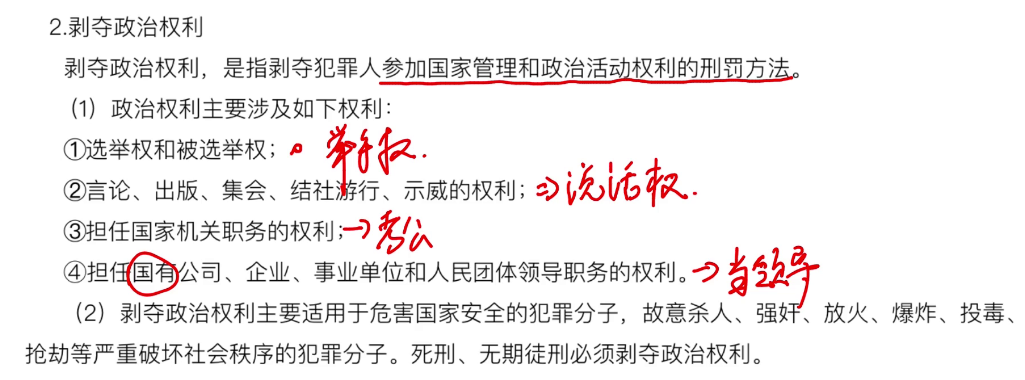 2.剥夺政治权利
剥夺政治权利，是指剥夺犯罪人参加国家管理和政治活动权利的刑罚方法。
（1）政治权利主要涉及如下权利：
①选举权和被选举权；举手权.
②言论、出版、集会、结社游行、示威的权利；⇒说话权.
③担任国家机关职务的权利；→考公
④担任国有公司、企业、事业单位和人民团体领导职务的权利。→当领导
（2）剥夺政治权利主要适用于危害国家安全的犯罪分子，故意杀人、强奸、放火、爆炸、投毒、
抢劫等严重破坏社会秩序的犯罪分子。死刑、无期徒刑必须剥夺政治权利。